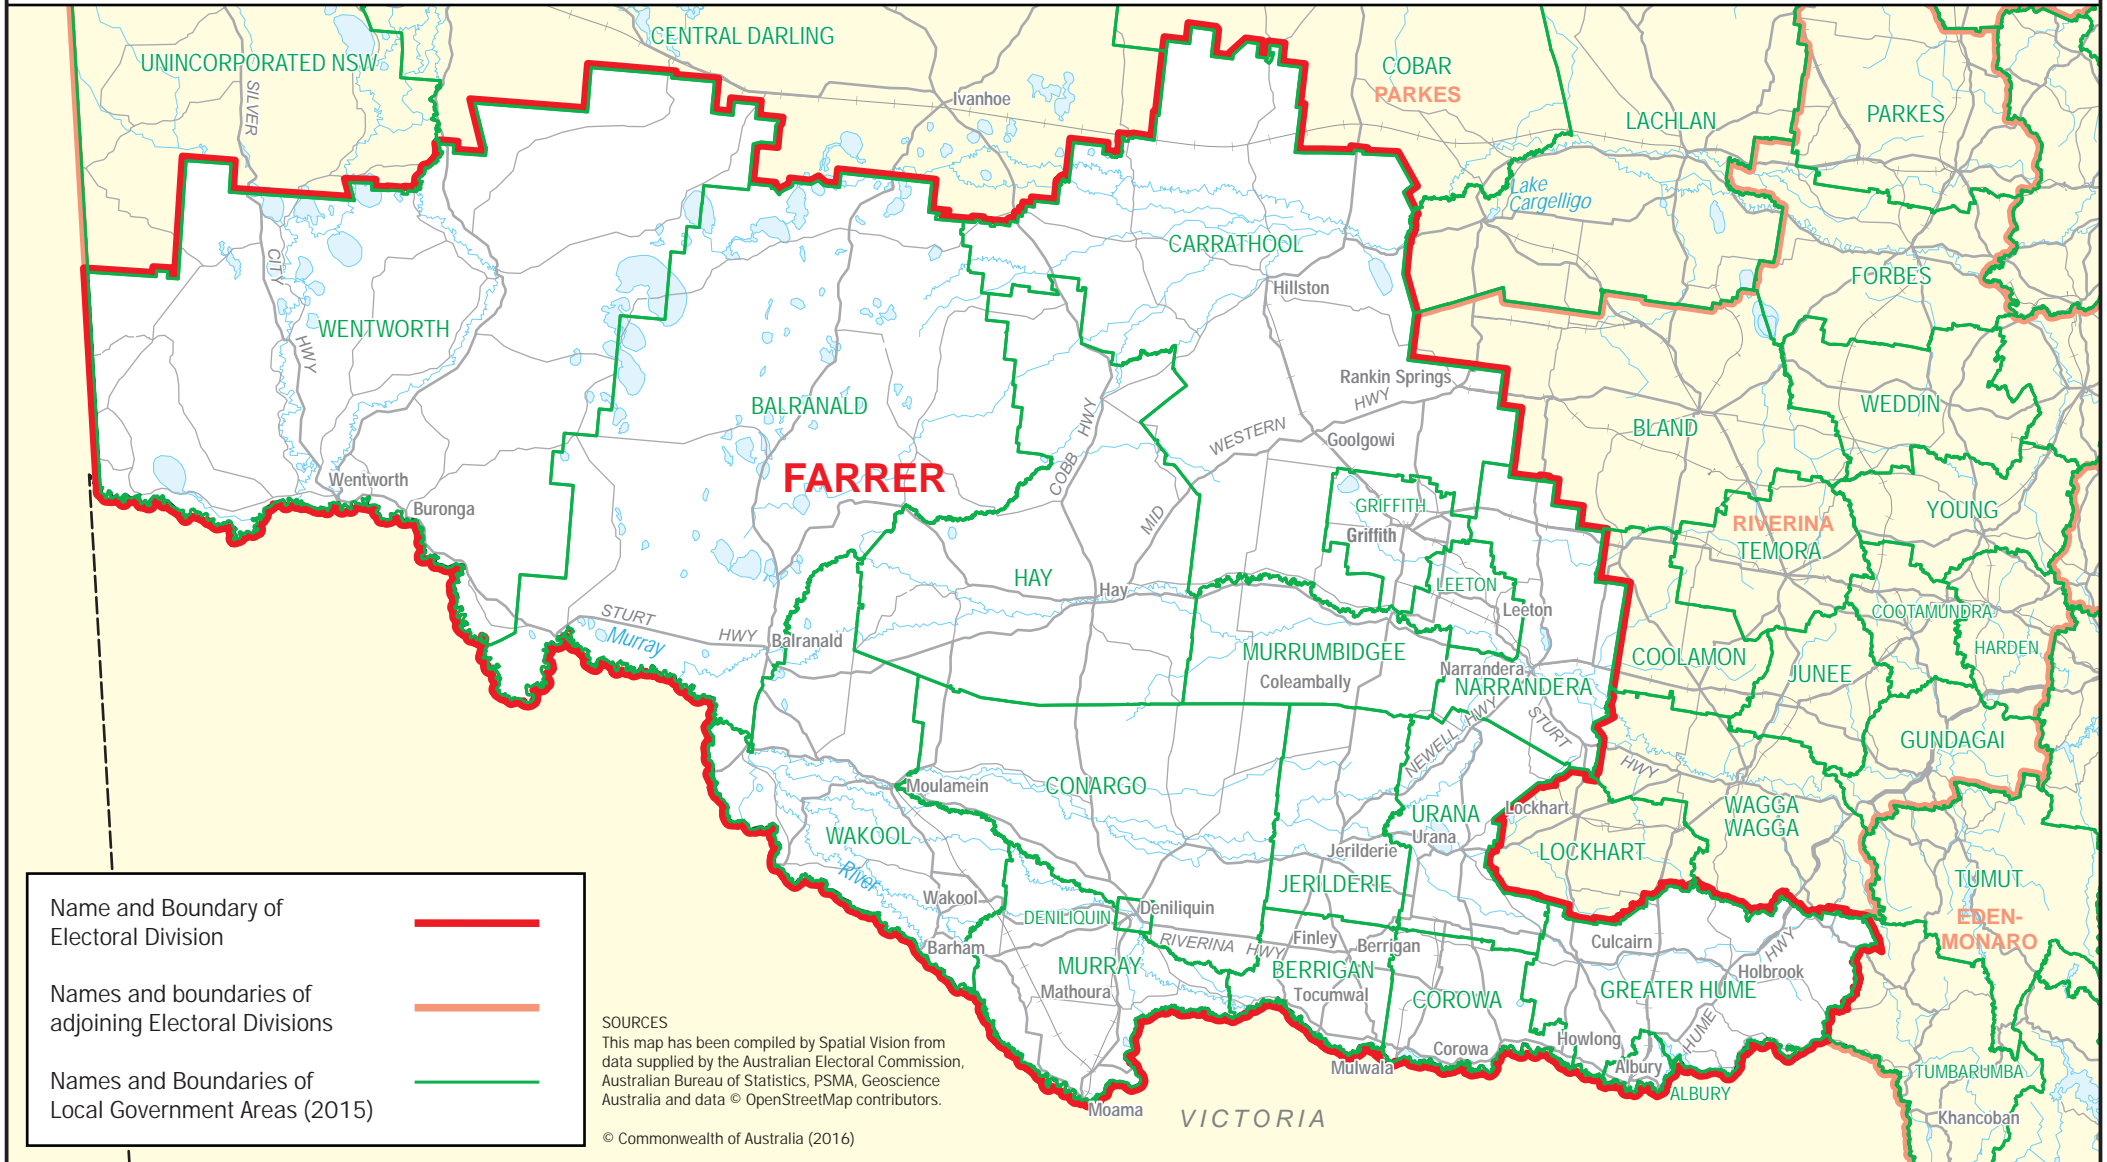 CENTRAL DARLING
UNINCORPORATED NSW
COBAR
PARKES
SILVER
Ivanhoe
LACHLAN
PARKES
Lake
Cargelligo
CARRATHOOL
CITY
FORBES
Hillston
WENTWORTH
HWY
Rankin Springs
HWY
BALRANALD
HWY
WEDDIN
WESTERN
BLAND
Goolgowi
FARRER
COBB
Wentworth
Buronga
MID
GRIFFITH
Griffith
YOUNG
RIVERINA
TEMORA
HAY
Hay
LEETON
Leeton
COOTAMUNDRA
STURT
HWY
Murray
Balranald
MURRUMBIDGEE
Coleambally
Narrandera
NARRANDERA
COOLAMON
JUNEE
HARDEN
HWY
STURT
NEWELL
GUNDAGAI
HWY
Moulamein
CONARGO
URANA
Urana
Lockhart
WAGGA
WAGGA
WAKOOL
Jerilderie
LOCKHART
River
JERILDERIE
TUMUT
Wakool
DENILIQUIN
Deniliquin
EDEN-
MONARO
Barham
RIVERINA
HWY
Finley
Berrigan
Culcairn
HWY
MURRAY
Mathoura
BERRIGAN
Tocumwal
COROWA
GREATER HUME
Holbrook
HUME
Howlong
Corowa
Mulwala
Albury
ALBURY
TUMBARUMBA
Khancoban
Moama
VICTORIA
Name and Boundary of
Electoral Division
Names and boundaries of
adjoining Electoral Divisions
Names and Boundaries of
Local Government Areas (2015)
SOURCES
This map has been compiled by Spatial Vision from
data supplied by the Australian Electoral Commission,
Australian Bureau of Statistics, PSMA, Geoscience
Australia and data © OpenStreetMap contributors.
© Commonwealth of Australia (2016)